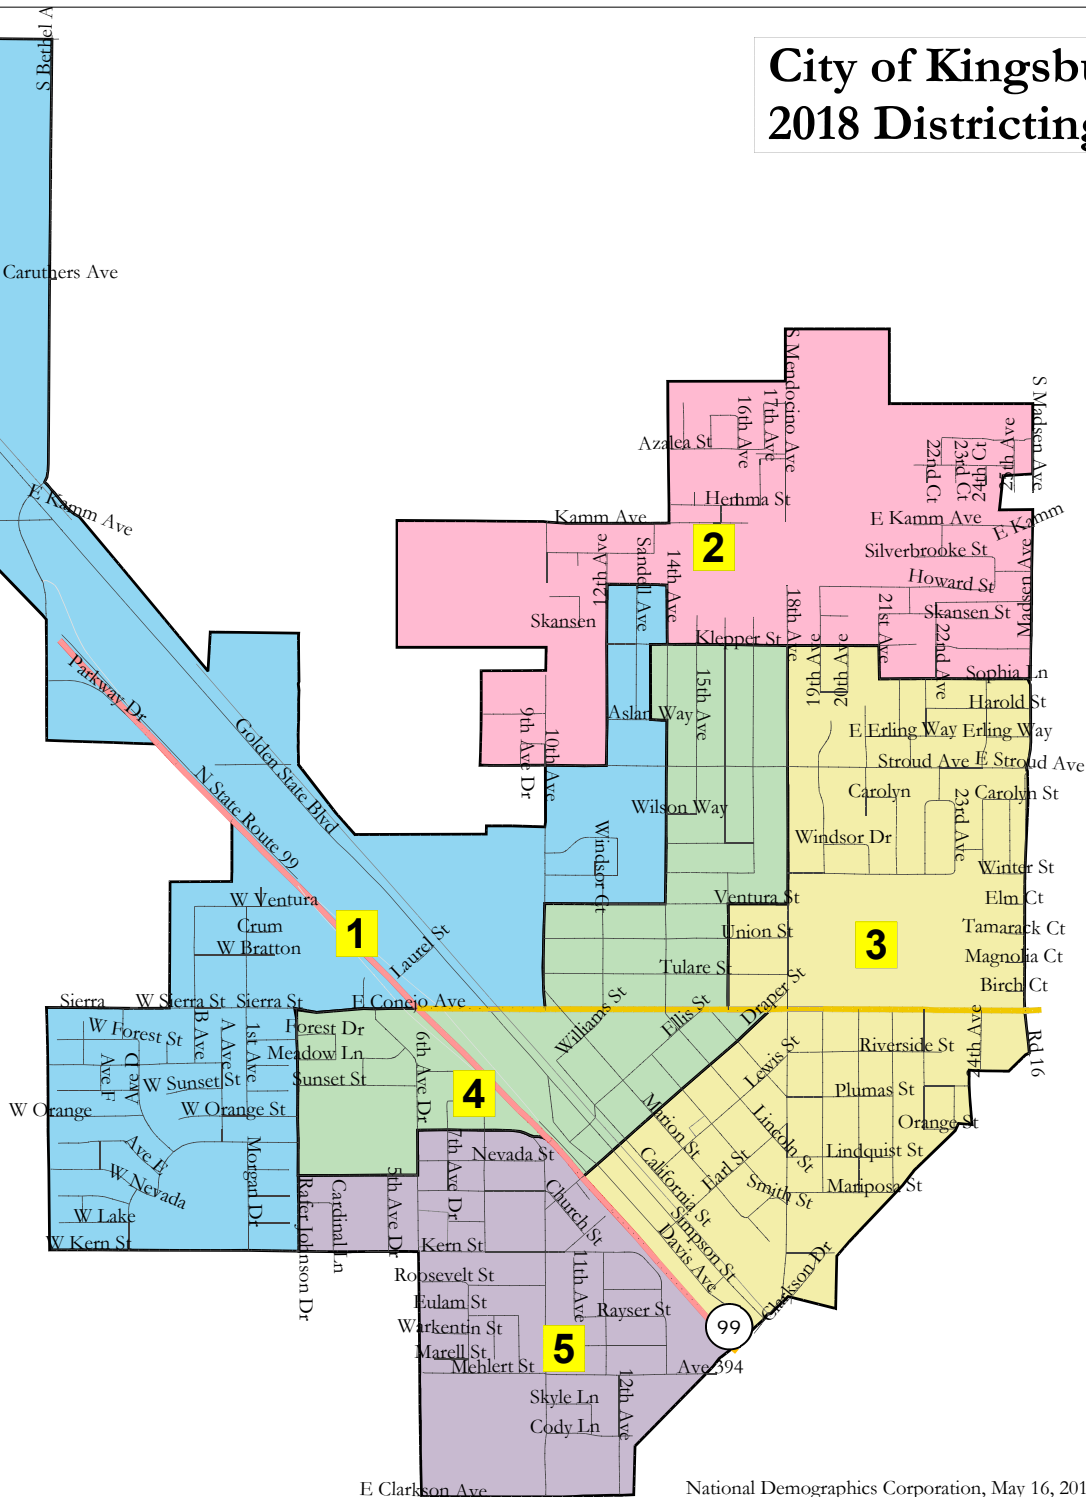 S Bethel A
City of Kingsbu
2018 Districting
Caruthers Ave
S Mendocino Ave
S Madsen Ave
17th Ave
16th Ave
Azalea St
25th Ave
24th Ct
23rd Ct
22nd Ct
E Kamm Ave
Hemma St
Kamm Ave
E Kamm Ave
E Kamm
2
12th Ave
Sandell Ave
14th Ave
Silverbrooke St
Madsen Ave
Howard St
18th Ave
21st Ave
Skansen St
Skansen
Klepper St
19th Ave
20th Ave
22nd Ave
Sophia Ln
Parkway Dr
15th Ave
Harold St
Aslan Way
9th Ave Dr
10th Ave
E Erling Way
Erling Way
Golden State Blvd
Stroud Ave
E Stroud Ave
N State Route 99
Carolyn
Carolyn St
Wilson Way
Windsor Ct
Windsor Dr
23rd Ave
Winter St
W Ventura
Ventura St
Elm Ct
Crum
1
Union St
3
Tamarack Ct
W Bratton
Laurel St
Magnolia Ct
Tulare St
Birch Ct
Sierra
W Sierra St
Sierra St
E Conejo Ave
Williams St
Ellis St
Draper St
W Forest St
B Ave
A Ave
1st Ave
Forest Dr
6th Ave Dr
24th Ave
Rd 16
Riverside St
Meadow Ln
Lewis St
Ave F
Ave D
W Sunset St
Sunset St
4
Plumas St
W Orange
W Orange St
Marion St
Lincoln St
Orange St
Ave E
Morgan Dr
7th Ave Dr
Nevada St
California St
Earl St
Lindquist St
W Nevada
Rafer Johnson Dr
Cardinal Ln
5th Ave Dr
Church St
Smith St
Mariposa St
W Lake
Simpson St
W Kern St
Kern St
Davis Ave
Clarkson Dr
Roosevelt St
11th Ave
Eulam St
Rayser St
Warkentin St
99
Marell St
5
Mehlert St
Ave 394
12th Ave
Skyle Ln
Cody Ln
E Clarkson Ave
National Demographics Corporation, May 16, 201